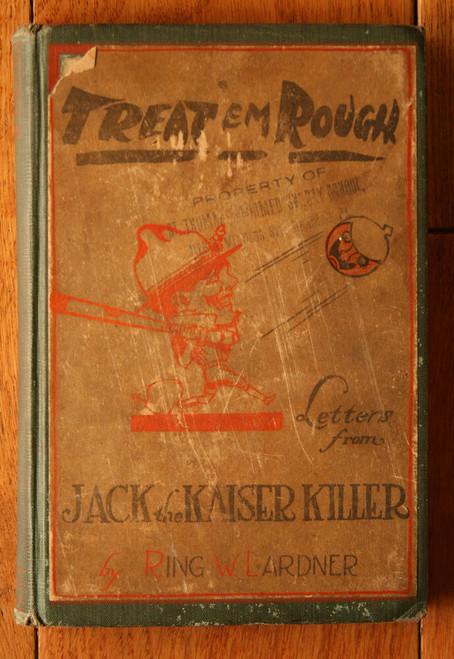 TREAT 'EM ROUGH
PROPERTY OF
Letters
from
JACK the KAISER KILLER
by RING W. LARDNER